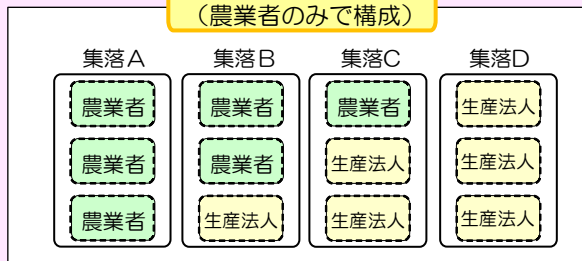 （農業者のみで構成）
集落A　集落B　集落C　集落D
農業者　農業者　農業者　生産法人
農業者　農業者　生産法人　生産法人
農業者　生産法人　生産法人　生産法人